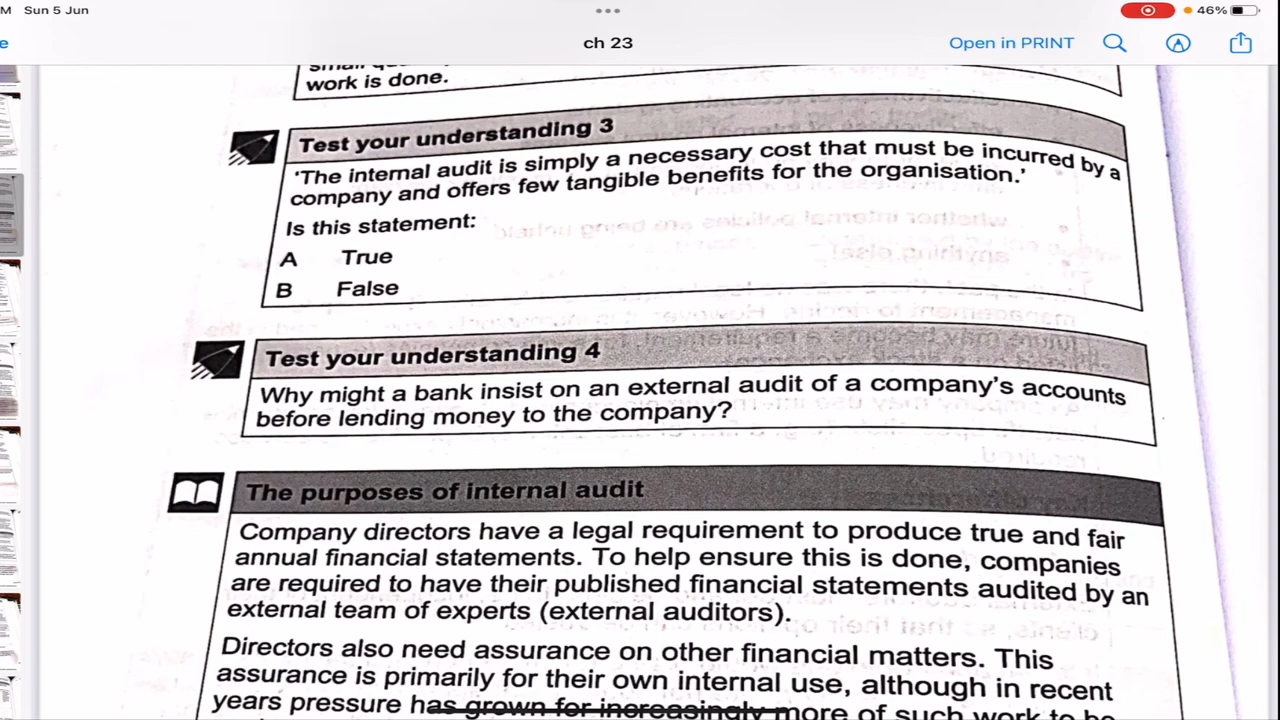 M Sun 5 Jun
46%
e
ch 23
Open in PRINT
work is done.
Test your understanding 3
'The internal audit is simply a necessary cost that must be incurred by a
company and offers few tangible benefits for the organisation.'
Is this statement:
A True
B False
Test your understanding 4
Why might a bank insist on an external audit of a company's accounts
before lending money to the company?
The purposes of internal audit
Company directors have a legal requirement to produce true and fair
annual financial statements. To help ensure this is done, companies
are required to have their published financial statements audited by an
external team of experts (external auditors).
Directors also need assurance on other financial matters. This
assurance is primarily for their own internal use, although in recent
years pressure has grown for increasingly more of such work to be